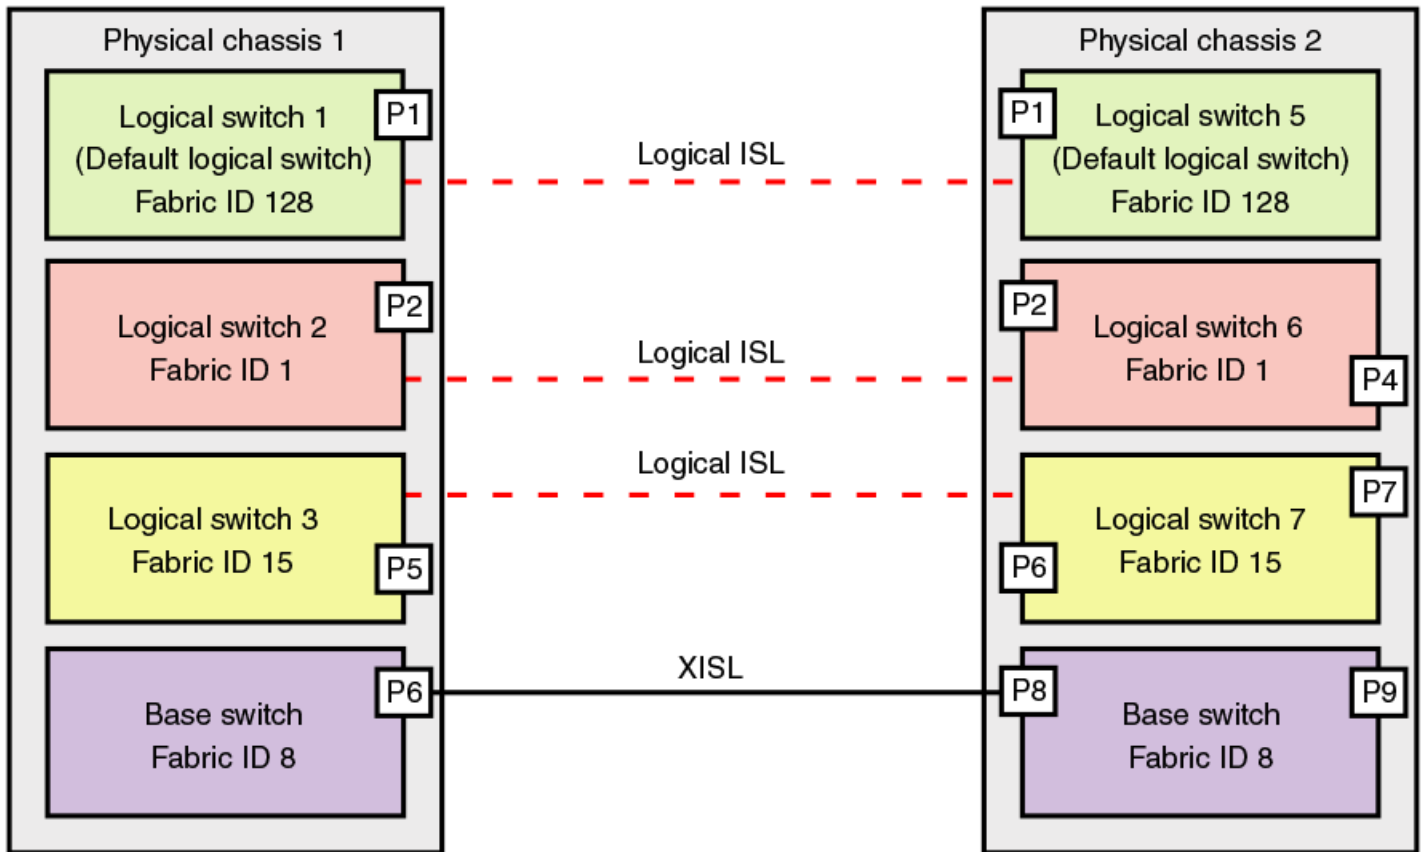 Physical chassis 1
Logical switch 1
(Default logical switch)
Fabric ID 128
P1
Logical switch 2
Fabric ID 1
P2
Logical switch 3
Fabric ID 15
P5
Base switch
Fabric ID 8
P6
Logical ISL
Logical ISL
Logical ISL
XISL
Physical chassis 2
P1
Logical switch 5
(Default logical switch)
Fabric ID 128
P2
Logical switch 6
Fabric ID 1
P4
P7
Logical switch 7
Fabric ID 15
P6
P8
Base switch
Fabric ID 8
P9